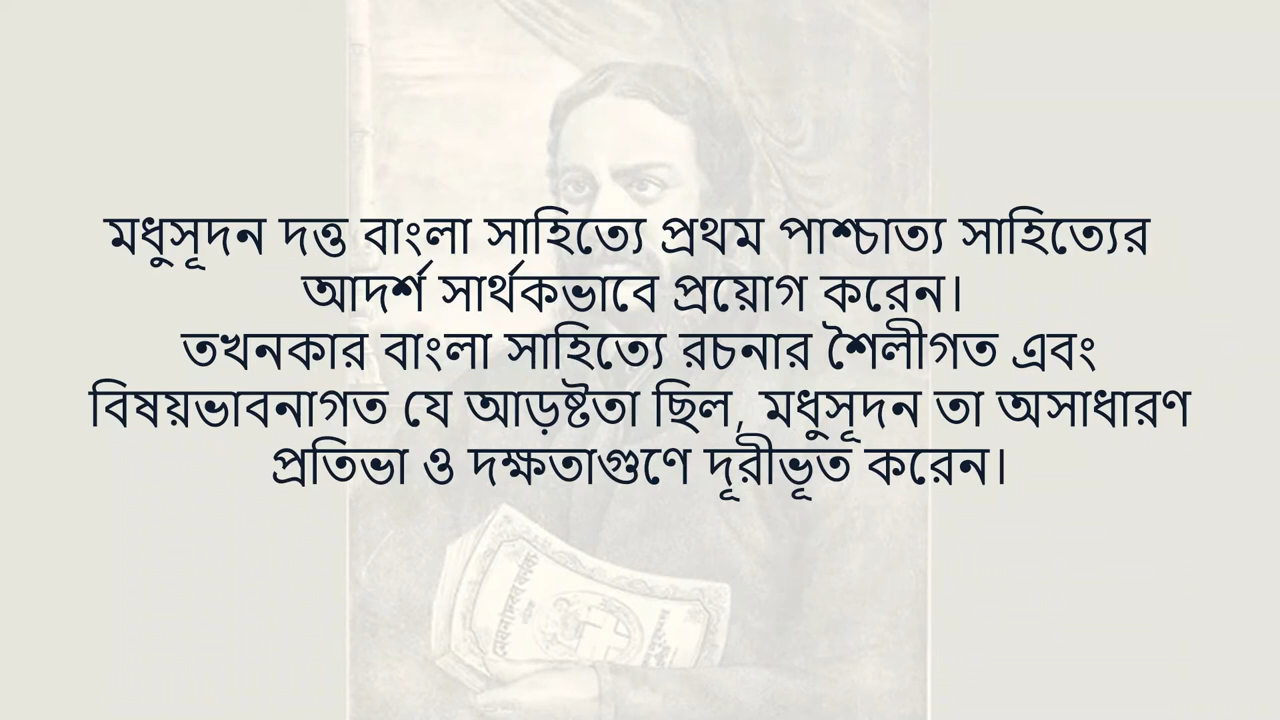 মধুসূদন দত্ত বাংলা সাহিত্যে প্রথম পাশ্চাত্য সাহিত্যের
আদর্শ সার্থকভাবে প্রয়োগ করেন।
তখনকার বাংলা সাহিত্যে রচনার শৈলীগত এবং
বিষয়ভাবনাগত যে আড়ষ্টতা ছিল, মধুসূদন তা অসাধারণ
প্রতিভা ও দক্ষতাগুণে দূরীভূত করেন।